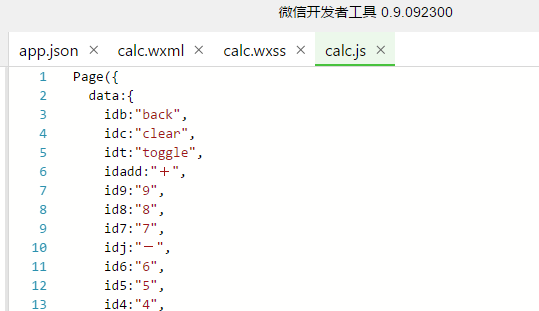 微信开发者工具 0.9.092300
app.json × calc.wxml × calc.wxss × calc.js ×
1 Page({
2 data:{
3 idb:"back",
4 idc:"clear",
5 idt:"toggle",
6 idadd:"＋",
7 id9:"9",
8 id8:"8",
9 id7:"7",
10 idj:"－",
11 id6:"6",
12 id5:"5",
13 id4:"4",